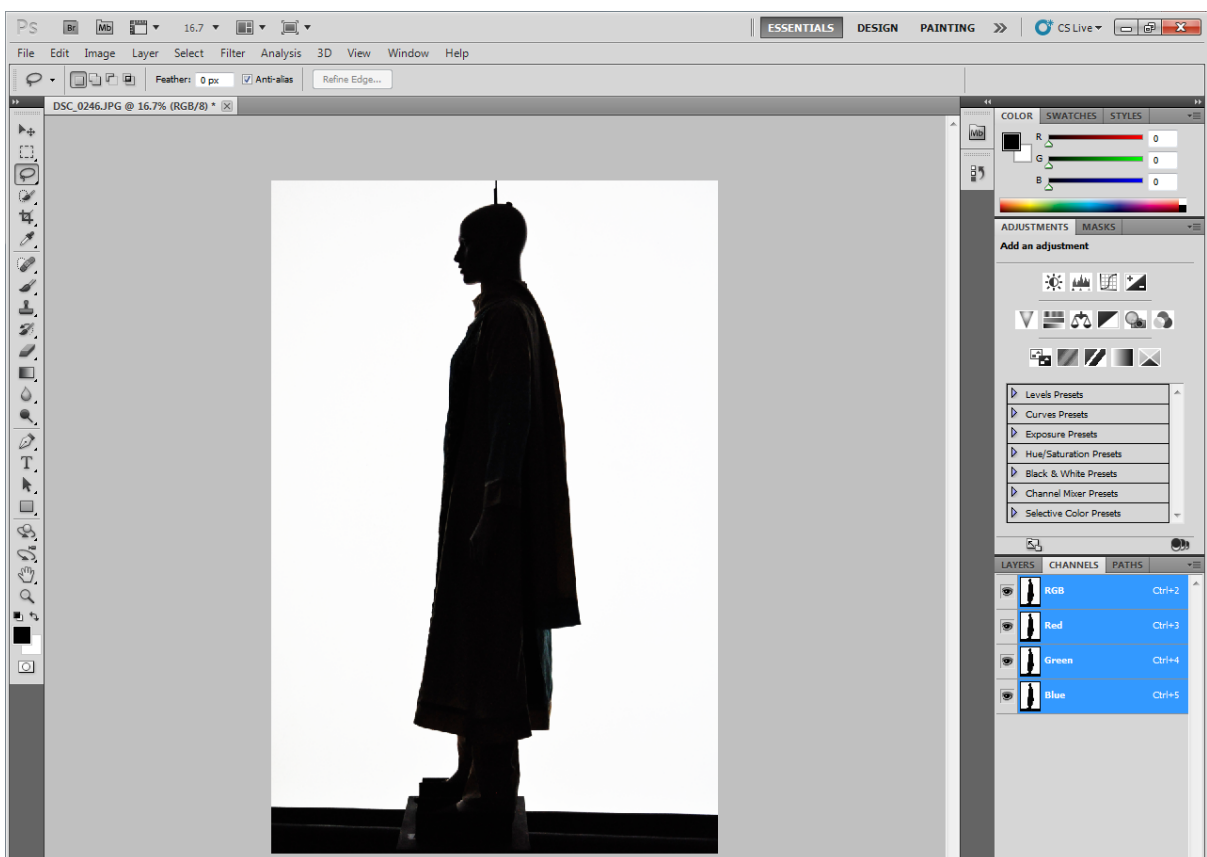 Ps Br Mb 16.7 ESSENTIALS DESIGN PAINTING CS Live
File Edit Image Layer Select Filter Analysis 3D View Window Help
Feather: 0 px Anti-alias Refine Edge...
DSC_0246.JPG @ 16.7% (RGB/8) *
Mb
COLOR SWATCHES STYLES
R 0
G 0
B 0
ADJUSTMENTS MASKS
Add an adjustment
Levels Presets
Curves Presets
Exposure Presets
Hue/Saturation Presets
Black & White Presets
Channel Mixer Presets
Selective Color Presets
LAYERS CHANNELS PATHS
RGB Ctrl+2
Red Ctrl+3
Green Ctrl+4
Blue Ctrl+5
T